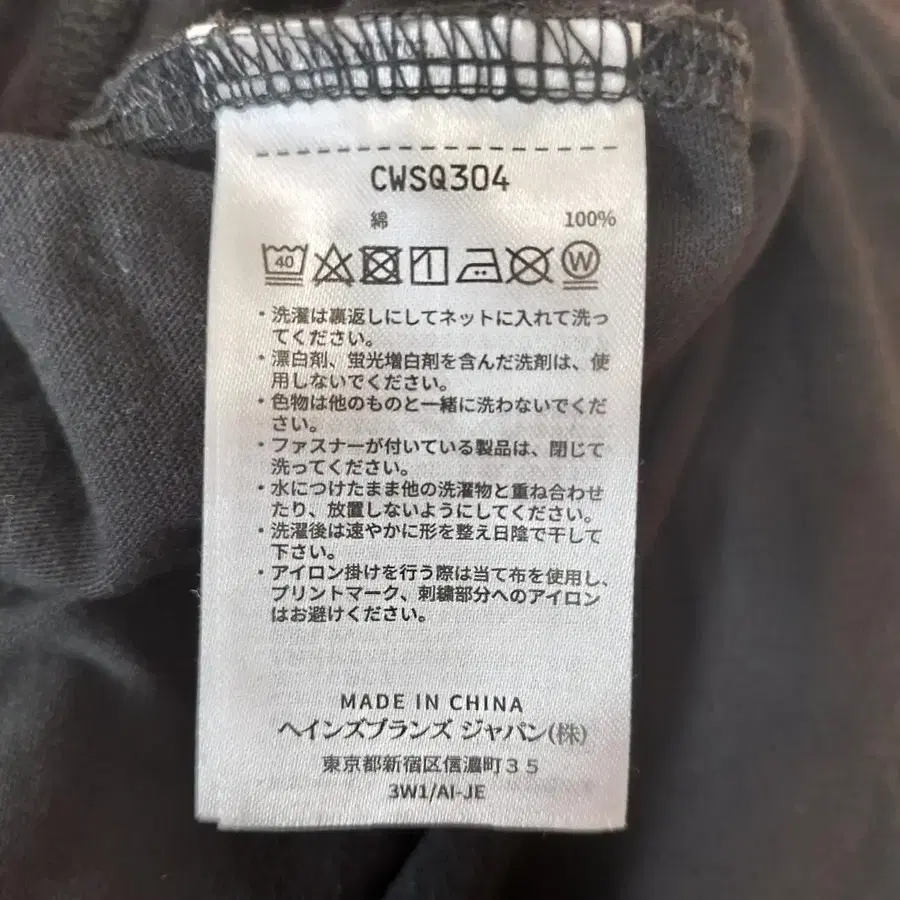 CWSQ304
綿 100%
40 W
・洗濯は裏返しにしてネットに入れて洗っ
てください。
・漂白剤、蛍光増白剤を含んだ洗剤は、使
用しないでください。
・色物は他のものと一緒に洗わないでくだ
さい。
・ファスナーが付いている製品は、閉じて
洗ってください。
・水につけたまま他の洗濯物と重ね合わせ
たり、放置しないようにしてください。
・洗濯後は速やかに形を整え日陰で干して
下さい。
・アイロン掛けを行う際は当て布を使用し、
プリントマーク、刺繍部分へのアイロン
はお避けください。
MADE IN CHINA
ヘインズブランズ ジャパン(株)
東京都新宿区信濃町35
3W1/AI-JE